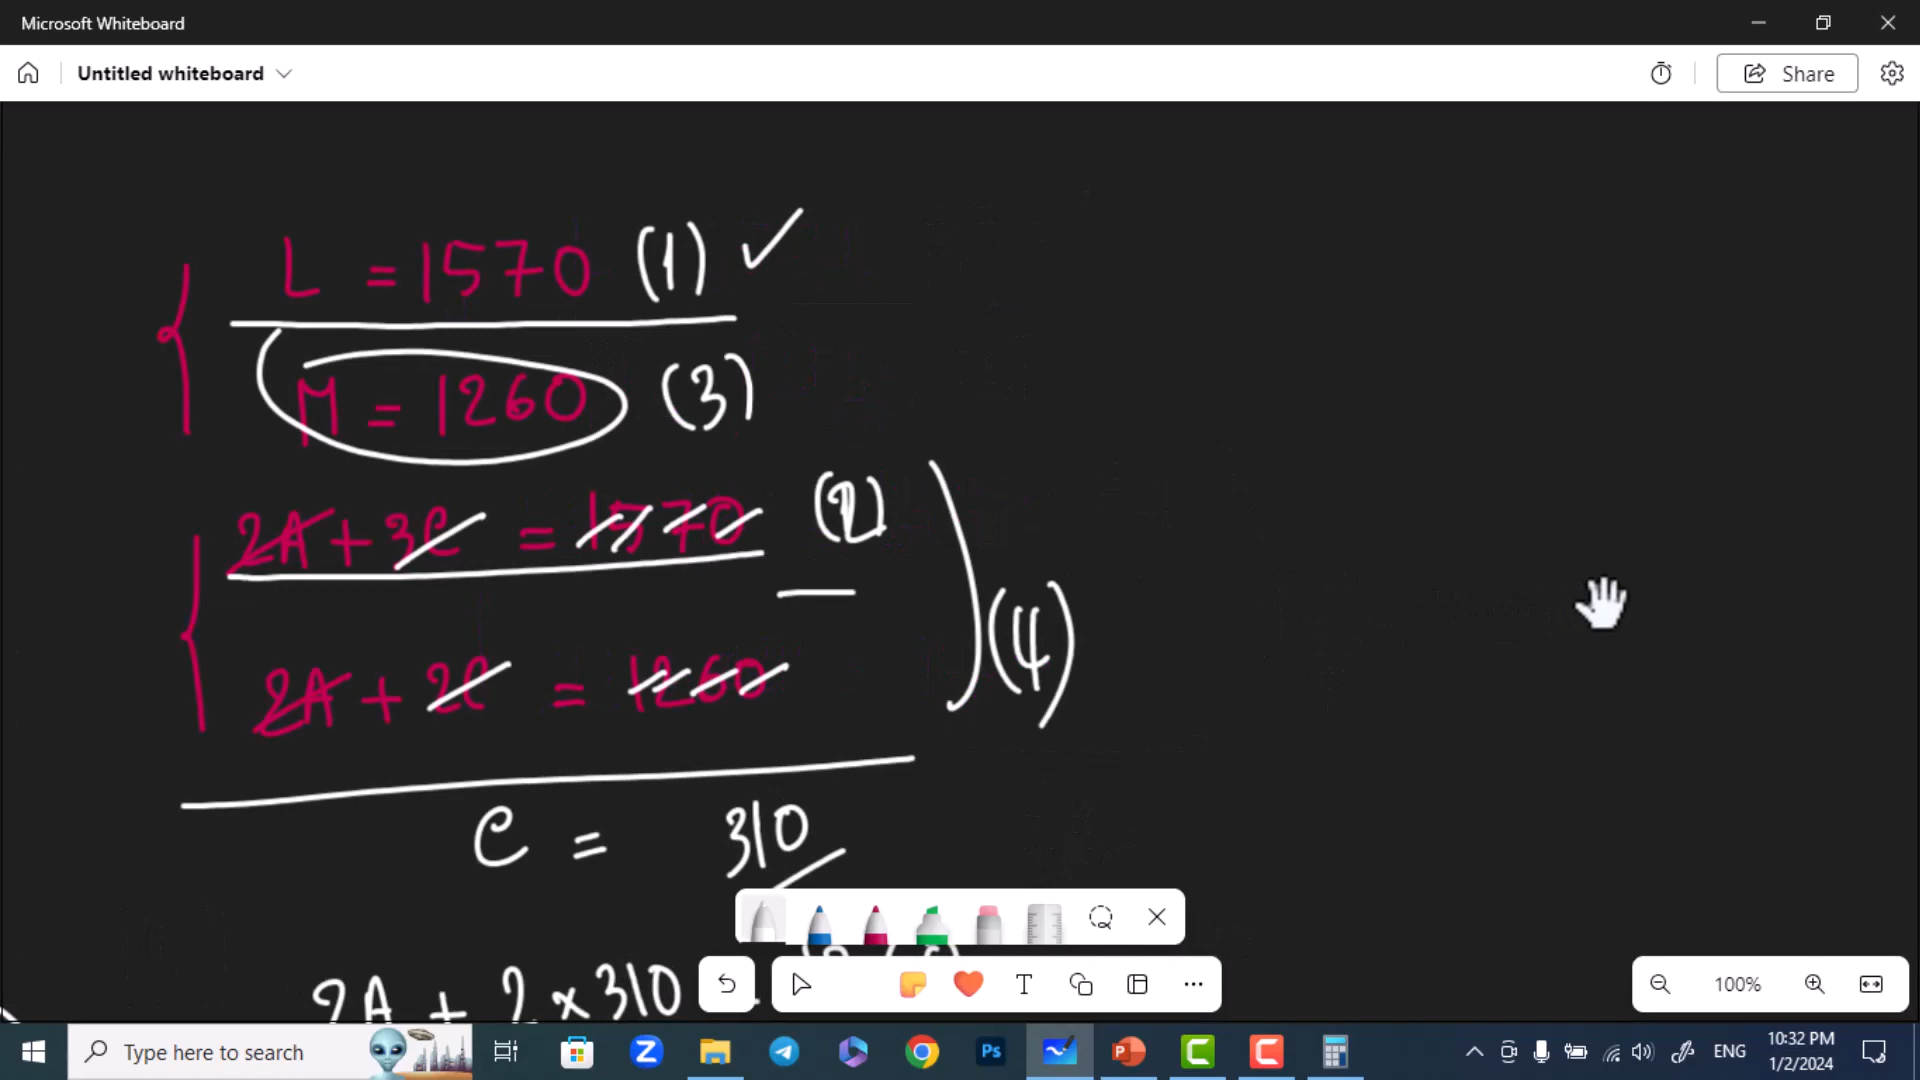 Microsoft Whiteboard
Untitled whiteboard
Share
L = 1570 (1) ✓
M = 1260 (3)
2A + 3C = 1570 (2)
2A + 2C = 1260
(4)
C = 310
2A + 2 × 310
T
100%
Type here to search
Z
Ps
P
C
C
ENG
10:32 PM
1/2/2024